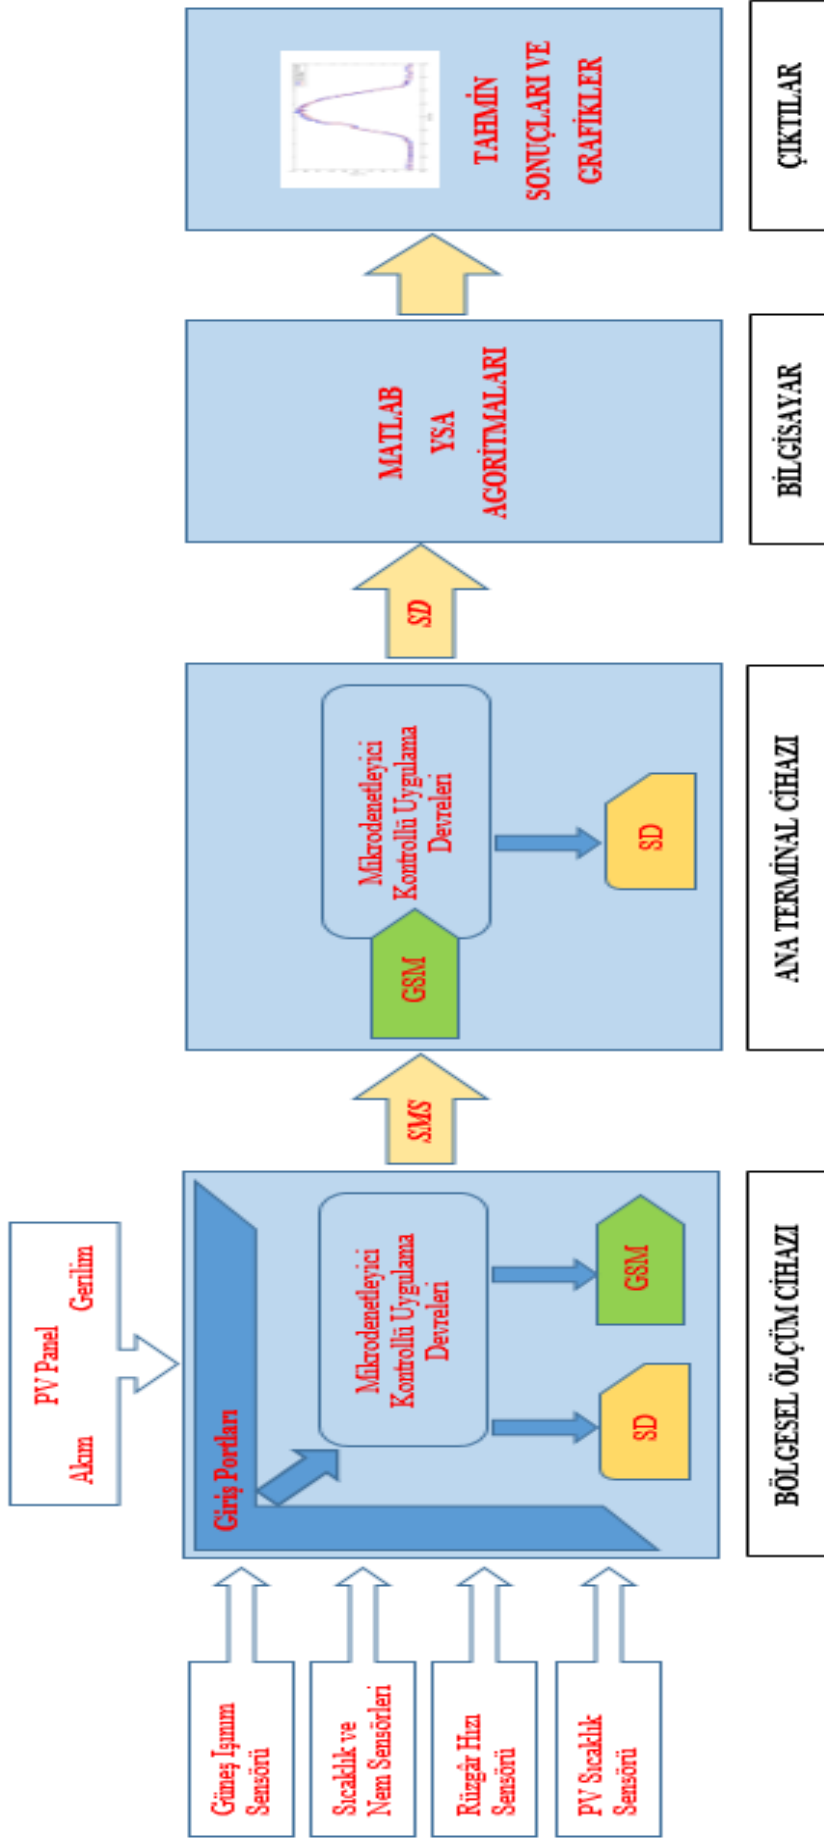 PV Panel
Akım Gerilim
Güneş Işınım
Sensörü
Sıcaklık ve
Nem Sensörleri
Rüzgâr Hızı
Sensörü
PV Sıcaklık
Sensörü
Giriş Portları
Mikrodenetleyici
Kontrollü Uygulama
Devreleri
SD
GSM
BÖLGESEL ÖLÇÜM CİHAZI
SMS
GSM
Mikrodenetleyici
Kontrollü Uygulama
Devreleri
SD
ANA TERMİNAL CİHAZI
SD
MATLAB
YSA
AGORİTMALARI
BİLGİSAYAR
TAHMİN
SONUÇLARI VE
GRAFİKLER
ÇIKTILAR